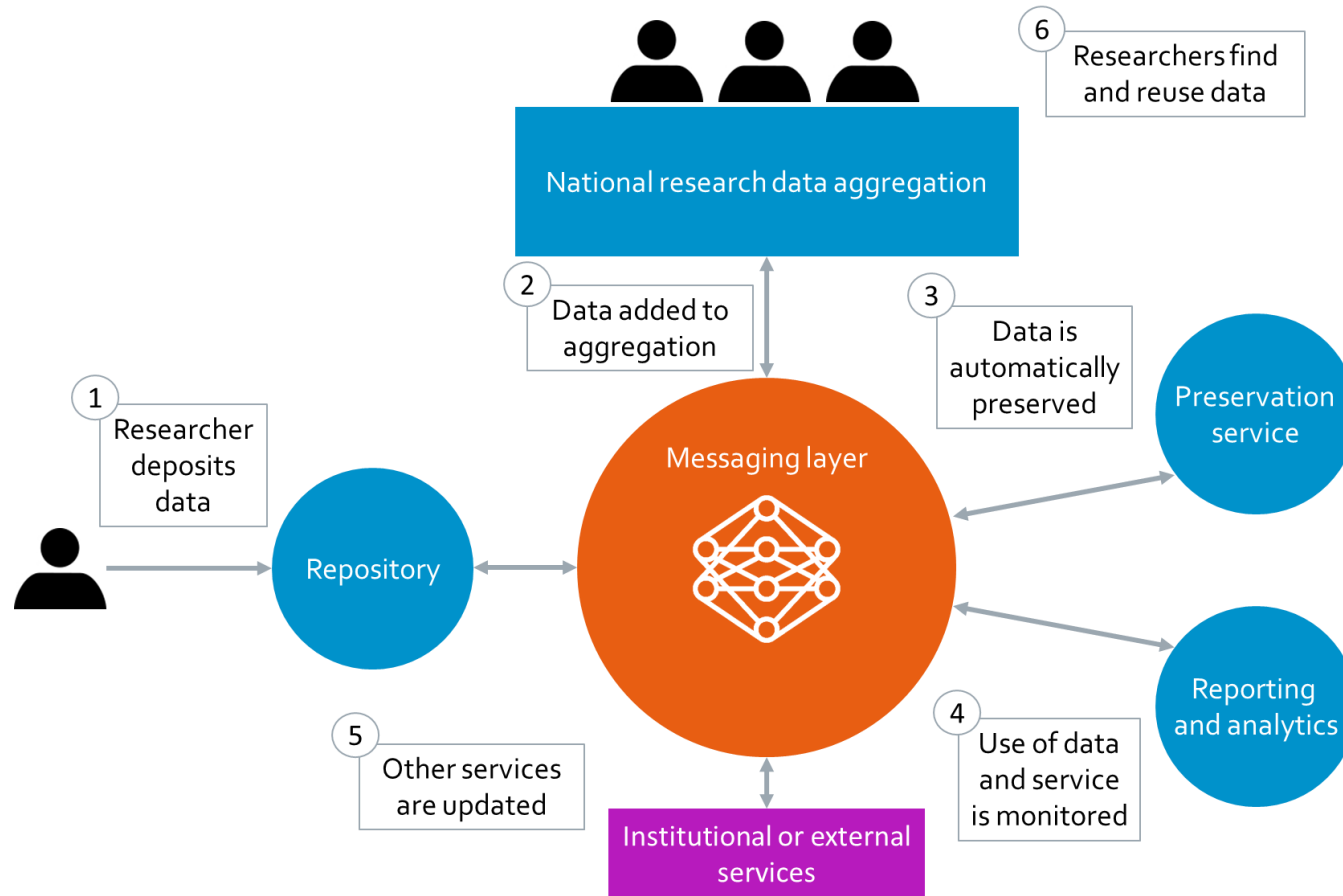 6
Researchers find
and reuse data
National research data aggregation
2
Data added to
aggregation
3
Data is
automatically
preserved
Preservation
service
1
Researcher
deposits
data
Messaging layer
Repository
Reporting
and analytics
4
Use of data
and service
is monitored
5
Other services
are updated
Institutional or external
services